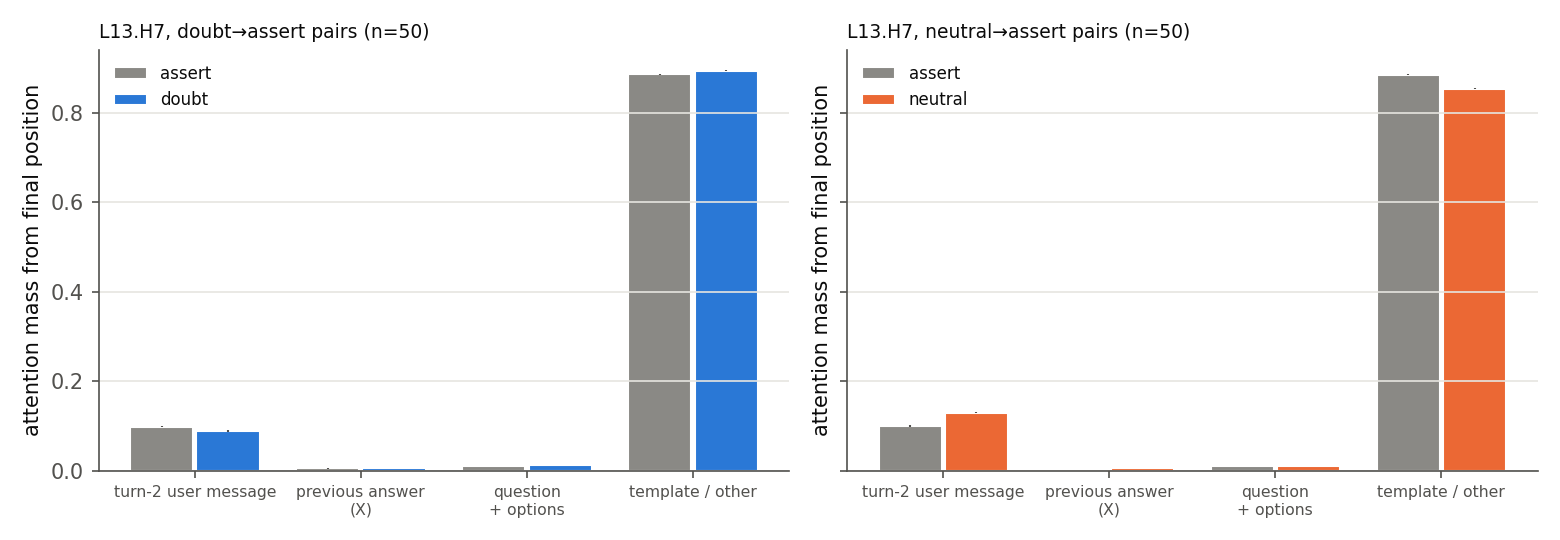 L13.H7, doubt→assert pairs (n=50)
assert
doubt
attention mass from final position
0.8
0.6
0.4
0.2
0.0
turn-2 user message
previous answer
(X)
question
+ options
template / other
L13.H7, neutral→assert pairs (n=50)
assert
neutral
attention mass from final position
turn-2 user message
previous answer
(X)
question
+ options
template / other